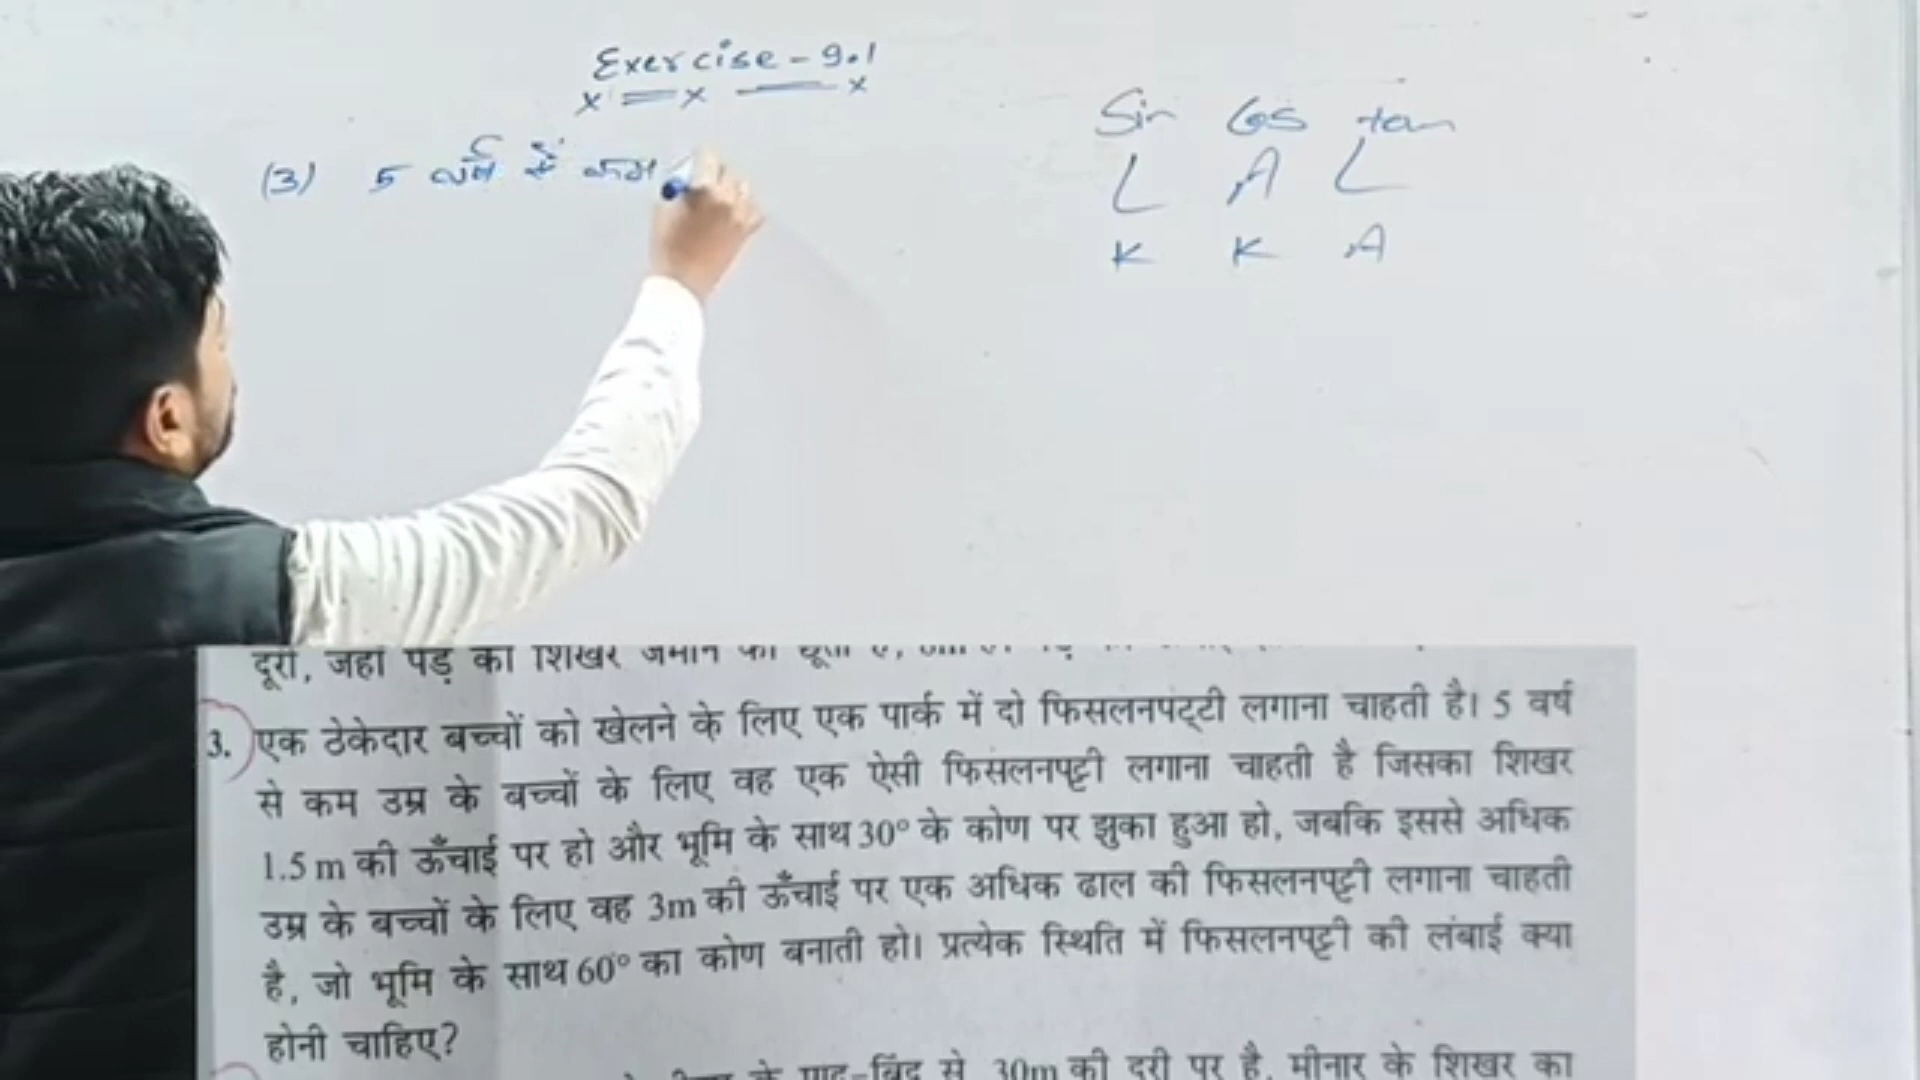 Exercise - 9.1
x = x — x
Sin Cos tan
(3) 5 वर्ष से कम
L A L
K K A
दूरी, जहाँ पेड़ का शिखर जमीन को छूता है,
3. एक ठेकेदार बच्चों को खेलने के लिए एक पार्क में दो फिसलनपट्टी लगाना चाहती है। 5 वर्ष
से कम उम्र के बच्चों के लिए वह एक ऐसी फिसलनपट्टी लगाना चाहती है जिसका शिखर
1.5 m की ऊँचाई पर हो और भूमि के साथ 30° के कोण पर झुका हुआ हो, जबकि इससे अधिक
उम्र के बच्चों के लिए वह 3m की ऊँचाई पर एक अधिक ढाल की फिसलनपट्टी लगाना चाहती
है, जो भूमि के साथ 60° का कोण बनाती हो। प्रत्येक स्थिति में फिसलनपट्टी की लंबाई क्या
होनी चाहिए?
के पाद-बिंदु से 30m की दूरी पर है, मीनार के शिखर का